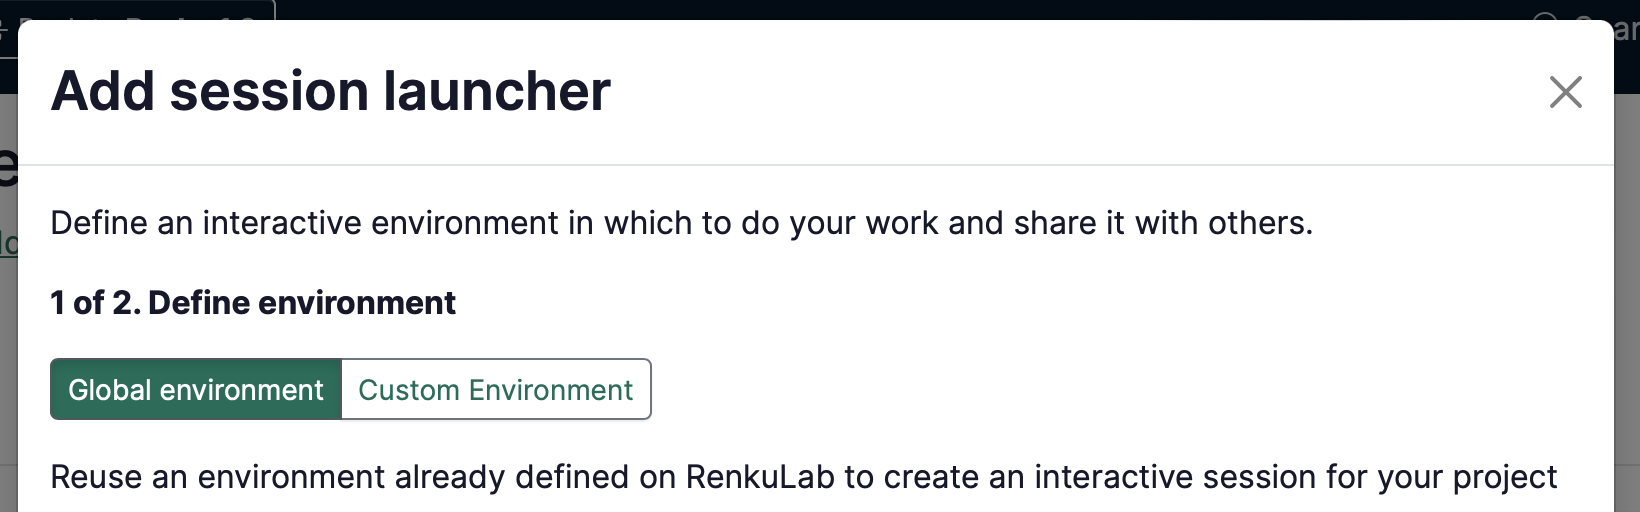 Add session launcher
Define an interactive environment in which to do your work and share it with others.
1 of 2. Define environment
Global environment
Custom Environment
Reuse an environment already defined on RenkuLab to create an interactive session for your project